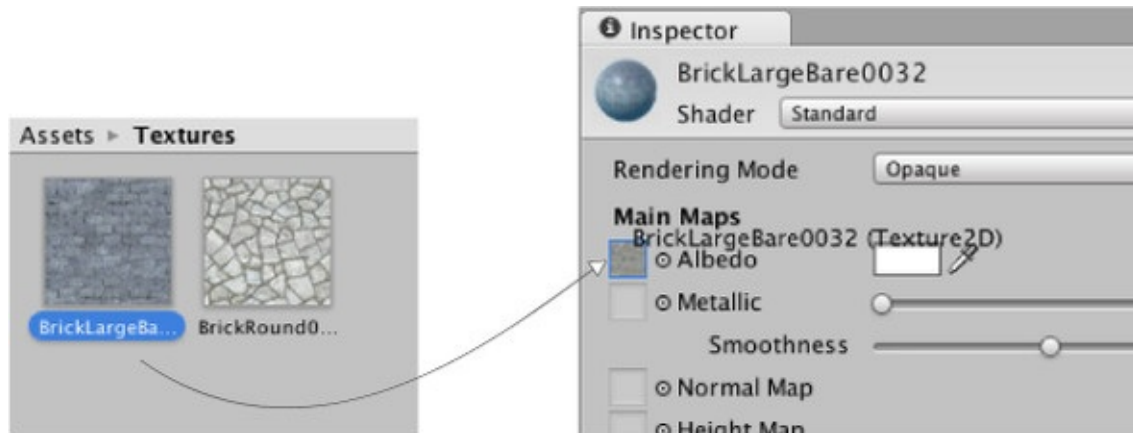 Assets ▸ Textures
BrickLargeBa...
BrickRound0...
Inspector
BrickLargeBare0032
Shader Standard
Rendering Mode Opaque
Main Maps
BrickLargeBare0032 (Texture2D)
Albedo
Metallic
Smoothness
Normal Map
Height Map